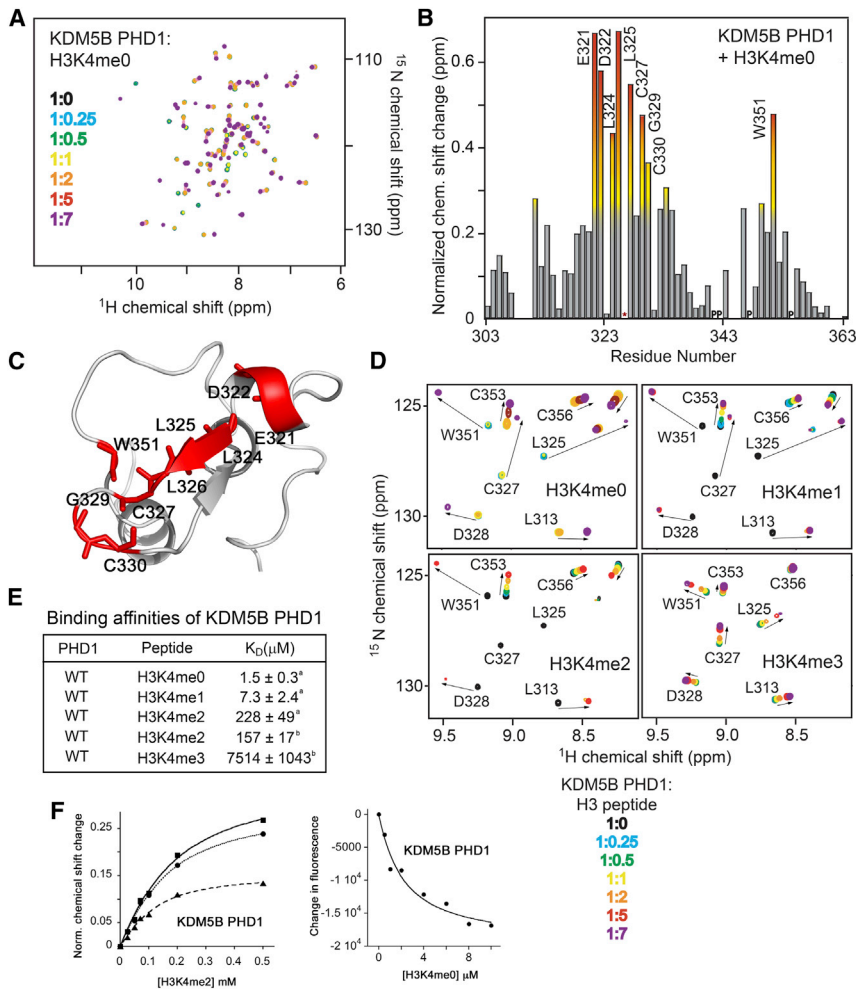 A
KDM5B PHD1:
H3K4me0
1:0
1:0.25
1:0.5
1:1
1:2
1:5
1:7
108
130
15 N chemical shift (ppm)
10
8
6
1H chemical shift (ppm)
B
KDM5B PHD1
+ H3K4me0
Normalized chem. shift change (ppm)
0.6
0.4
0.2
0
E321
D322
L324
L325
C327
G329
C330
W351
*
PP
P
P
303
323
343
363
Residue Number
C
D322
L325
E321
W351
L324
L326
G329
C327
C330
D
15 N chemical shift (ppm)
125
130
C353
C356
W351
L325
C327
H3K4me0
L313
D328
C353
C356
W351
L325
C327
H3K4me1
D328
L313
125
130
C353
C356
W351
L325
C327
H3K4me2
D328
L313
C353
C356
W351
L325
C327
H3K4me3
D328
L313
9.5
9.0
8.5
9.5
9.0
8.5
1H chemical shift (ppm)
KDM5B PHD1:
H3 peptide
1:0
1:0.25
1:0.5
1:1
1:2
1:5
1:7
E
Binding affinities of KDM5B PHD1
PHD1 Peptide KD(μM)
WT H3K4me0 1.5 ± 0.3a
WT H3K4me1 7.3 ± 2.4a
WT H3K4me2 228 ± 49a
WT H3K4me2 157 ± 17b
WT H3K4me3 7514 ± 1043b
F
Norm. chemical shift change
0.25
0.15
0.05
0
KDM5B PHD1
0
0.1
0.2
0.3
0.4
0.5
[H3K4me2] mM
Change in fluorescence
0
-5000
-1 10⁴
-1.5 10⁴
-2 10⁴
KDM5B PHD1
0
4
8
[H3K4me0] μM